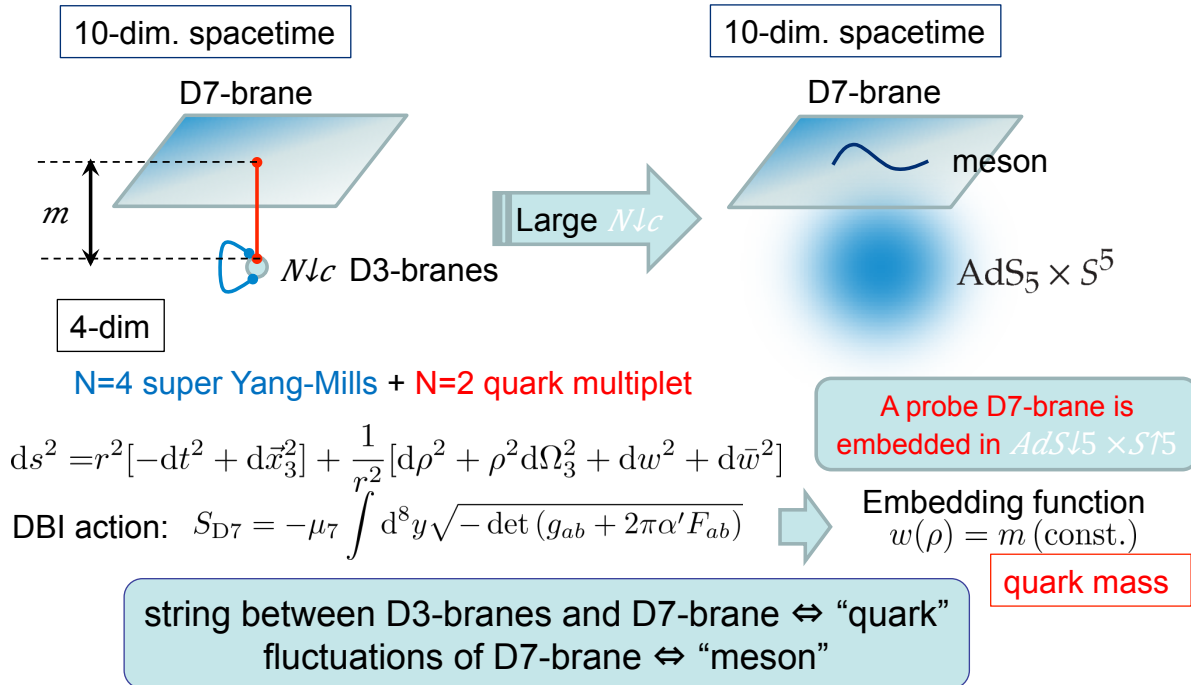 10-dim. spacetime
D7-brane
m
N↓c D3-branes
4-dim
Large N↓c
10-dim. spacetime
D7-brane
meson
AdS₅ × S⁵
N=4 super Yang-Mills + N=2 quark multiplet
A probe D7-brane is
embedded in AdS↓5 ×S↑5
ds² =r²[−dt² + dx⃗₃²] + 1/r² [dρ² + ρ²dΩ₃² + dw² + dw̄²]
DBI action: S_D7 = −μ₇ ∫ d⁸y √(− det (g_ab + 2πα′F_ab))
Embedding function
w(ρ) = m (const.)
quark mass
string between D3-branes and D7-brane ⇔ “quark”
fluctuations of D7-brane ⇔ “meson”